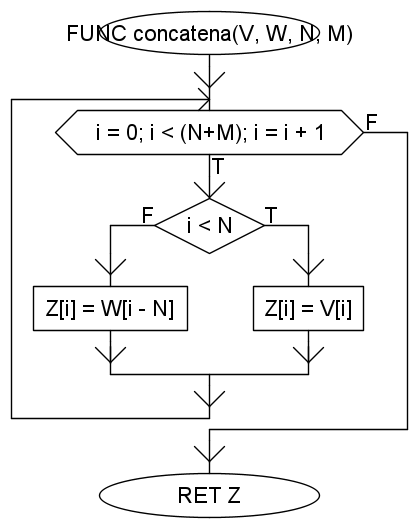 FUNC concatena(V, W, N, M)
i = 0; i < (N+M); i = i + 1
F
T
F
i < N
T
Z[i] = W[i - N]
Z[i] = V[i]
RET Z